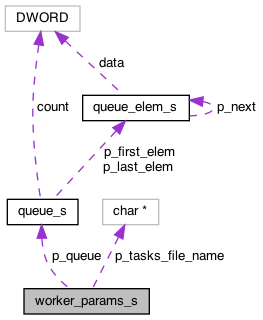 DWORD
data
count
queue_elem_s
p_next
p_first_elem
p_last_elem
queue_s
char *
p_queue
p_tasks_file_name
worker_params_s